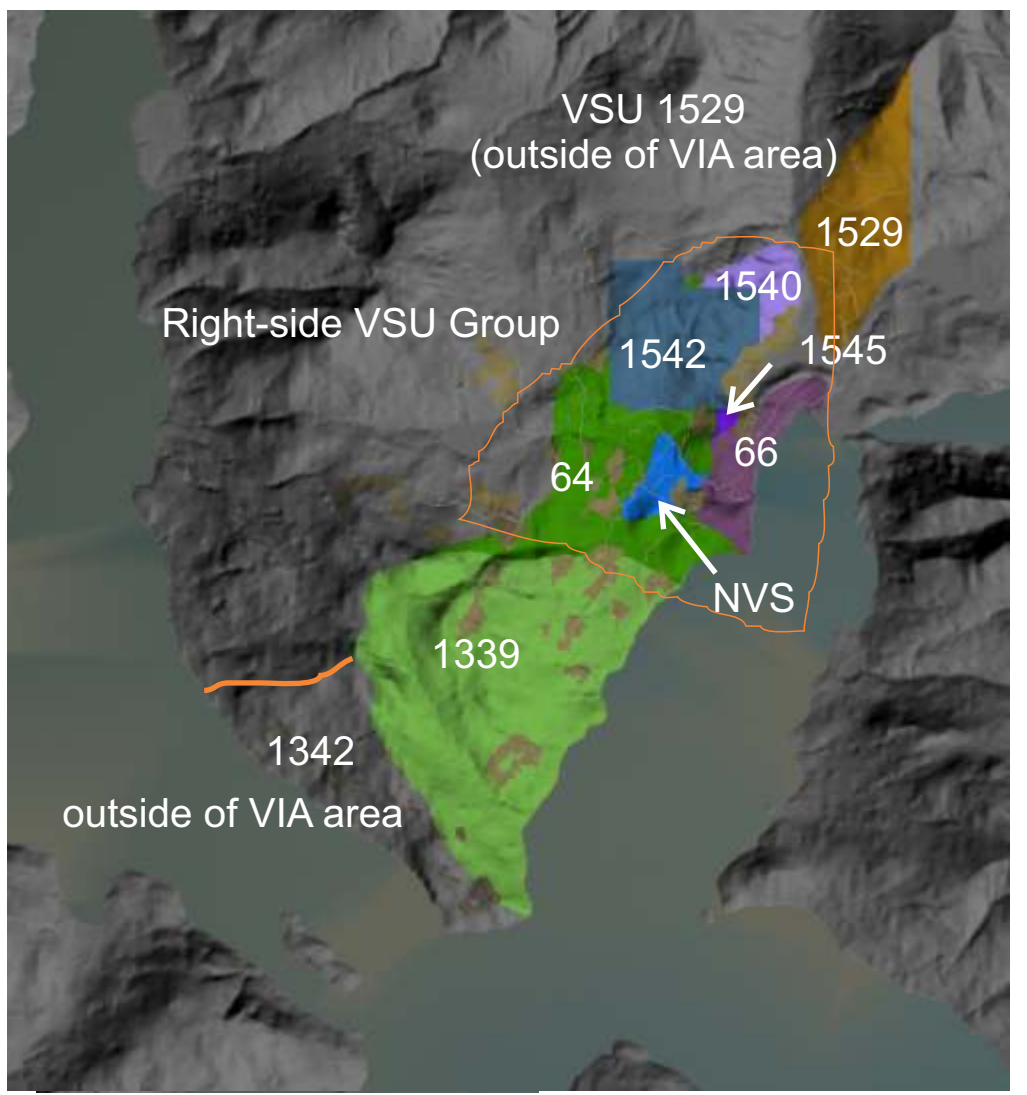 VSU 1529
(outside of VIA area)
1529
1540
Right-side VSU Group
1542
1545
66
64
NVS
1339
1342
outside of VIA area